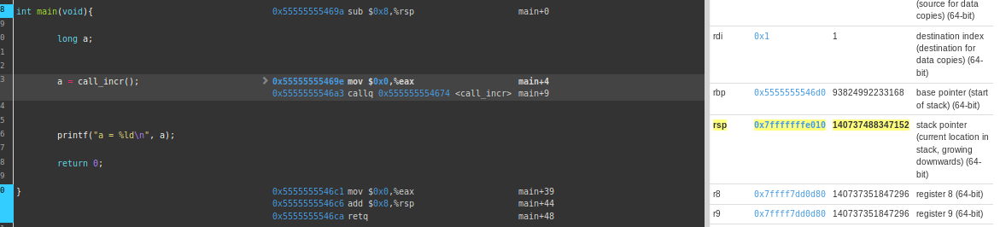 8 int main(void){ 0x55555555469a sub $0x8,%rsp main+0
9
0 long a;
1
2
3 a = call_incr(); 0x55555555469e mov $0x0,%eax main+4
0x5555555546a3 callq 0x555555554674 <call_incr> main+9
4
5
6 printf("a = %ld\n", a);
7
8 return 0;
9
0 } 0x5555555546c1 mov $0x0,%eax main+39
0x5555555546c6 add $0x8,%rsp main+44
0x5555555546ca retq main+48
(source for data
copies) (64-bit)
rdi 0x1 1 destination index
(destination for
data copies) (64-
bit)
rbp 0x5555555546d0 93824992233168 base pointer (start
of stack) (64-bit)
rsp 0x7fffffffe010 140737488347152 stack pointer
(current location in
stack, growing
downwards) (64-
bit)
r8 0x7ffff7dd0d80 140737351847296 register 8 (64-bit)
r9 0x7ffff7dd0d80 140737351847296 register 9 (64-bit)